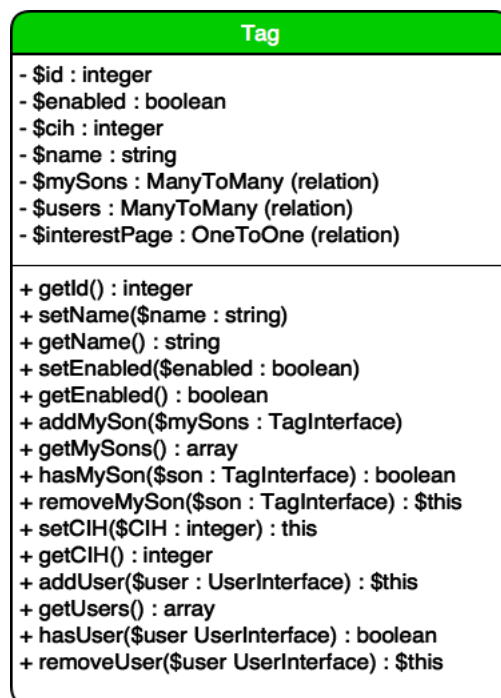 Tag
- $id : integer
- $enabled : boolean
- $cih : integer
- $name : string
- $mySons : ManyToMany (relation)
- $users : ManyToMany (relation)
- $interestPage : OneToOne (relation)
+ getId() : integer
+ setName($name : string)
+ getName() : string
+ setEnabled($enabled : boolean)
+ getEnabled() : boolean
+ addMySon($mySons : TagInterface)
+ getMySons() : array
+ hasMySon($son : TagInterface) : boolean
+ removeMySon($son : TagInterface) : $this
+ setCIH($CIH : integer) : this
+ getCIH() : integer
+ addUser($user : UserInterface) : $this
+ getUsers() : array
+ hasUser($user UserInterface) : boolean
+ removeUser($user UserInterface) : $this